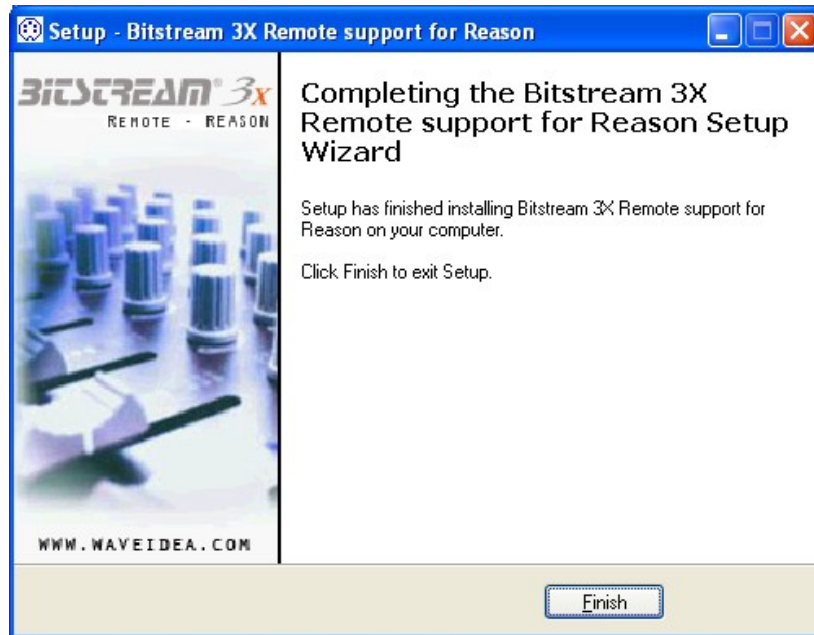 Setup - Bitstream 3X Remote support for Reason
BITSTREAM® 3X
REMOTE - REASON
Completing the Bitstream 3X
Remote support for Reason Setup
Wizard
Setup has finished installing Bitstream 3X Remote support for
Reason on your computer.
Click Finish to exit Setup.
WWW.WAVEIDEA.COM
Finish